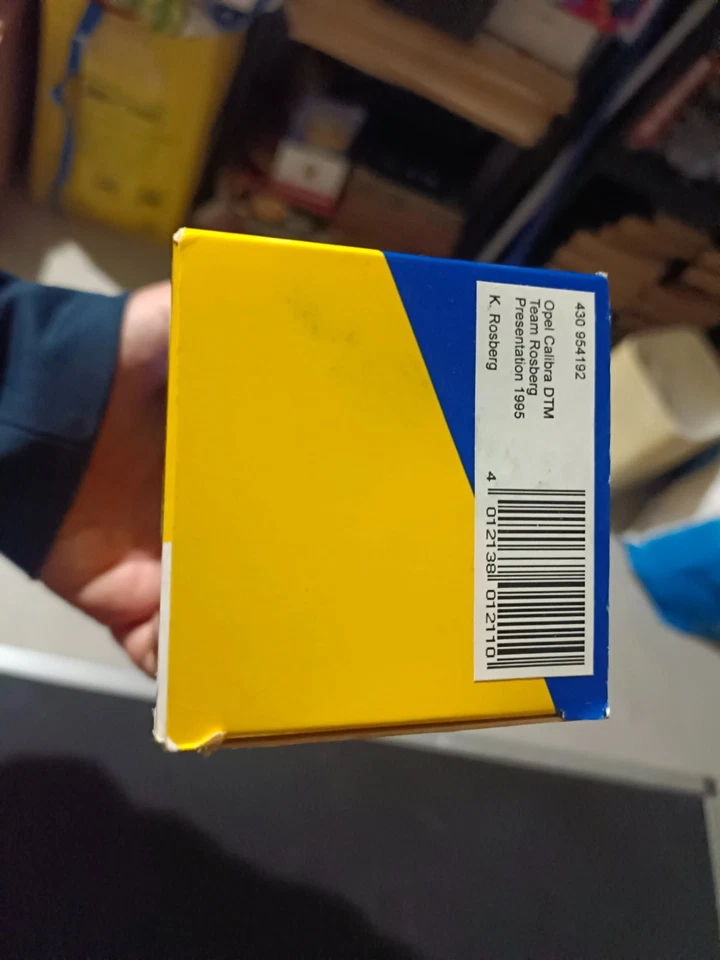 430 954192
Opel Calibra DTM
Team Rosberg
Presentation 1995
K. Rosberg
4 012138 012110